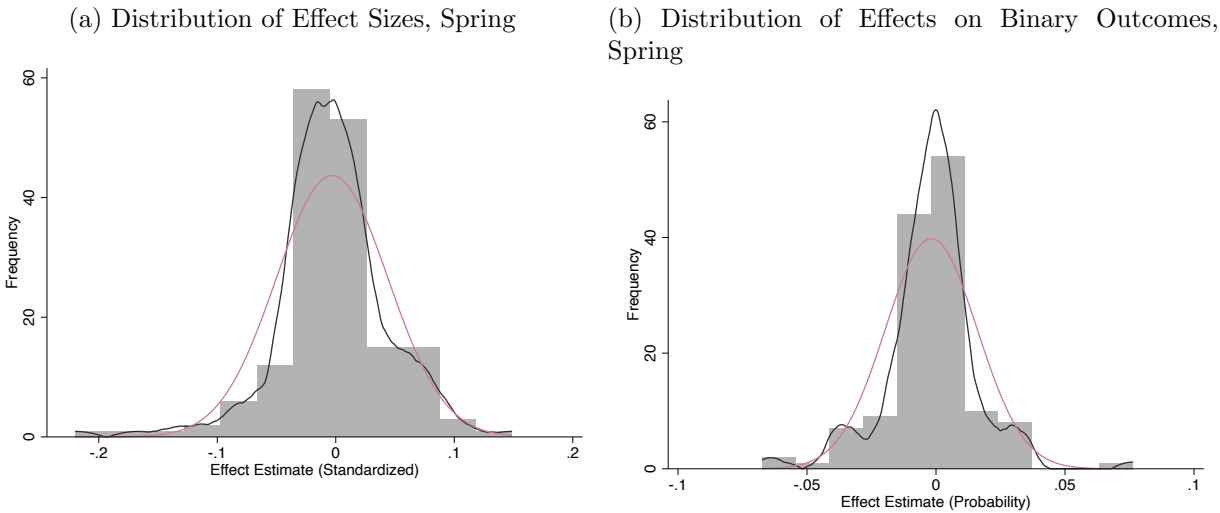 (a) Distribution of Effect Sizes, Spring
60
40
20
0
Frequency
-.2
-.1
0
.1
.2
Effect Estimate (Standardized)
(b) Distribution of Effects on Binary Outcomes,
Spring
60
40
20
0
Frequency
-.1
-.05
0
.05
.1
Effect Estimate (Probability)